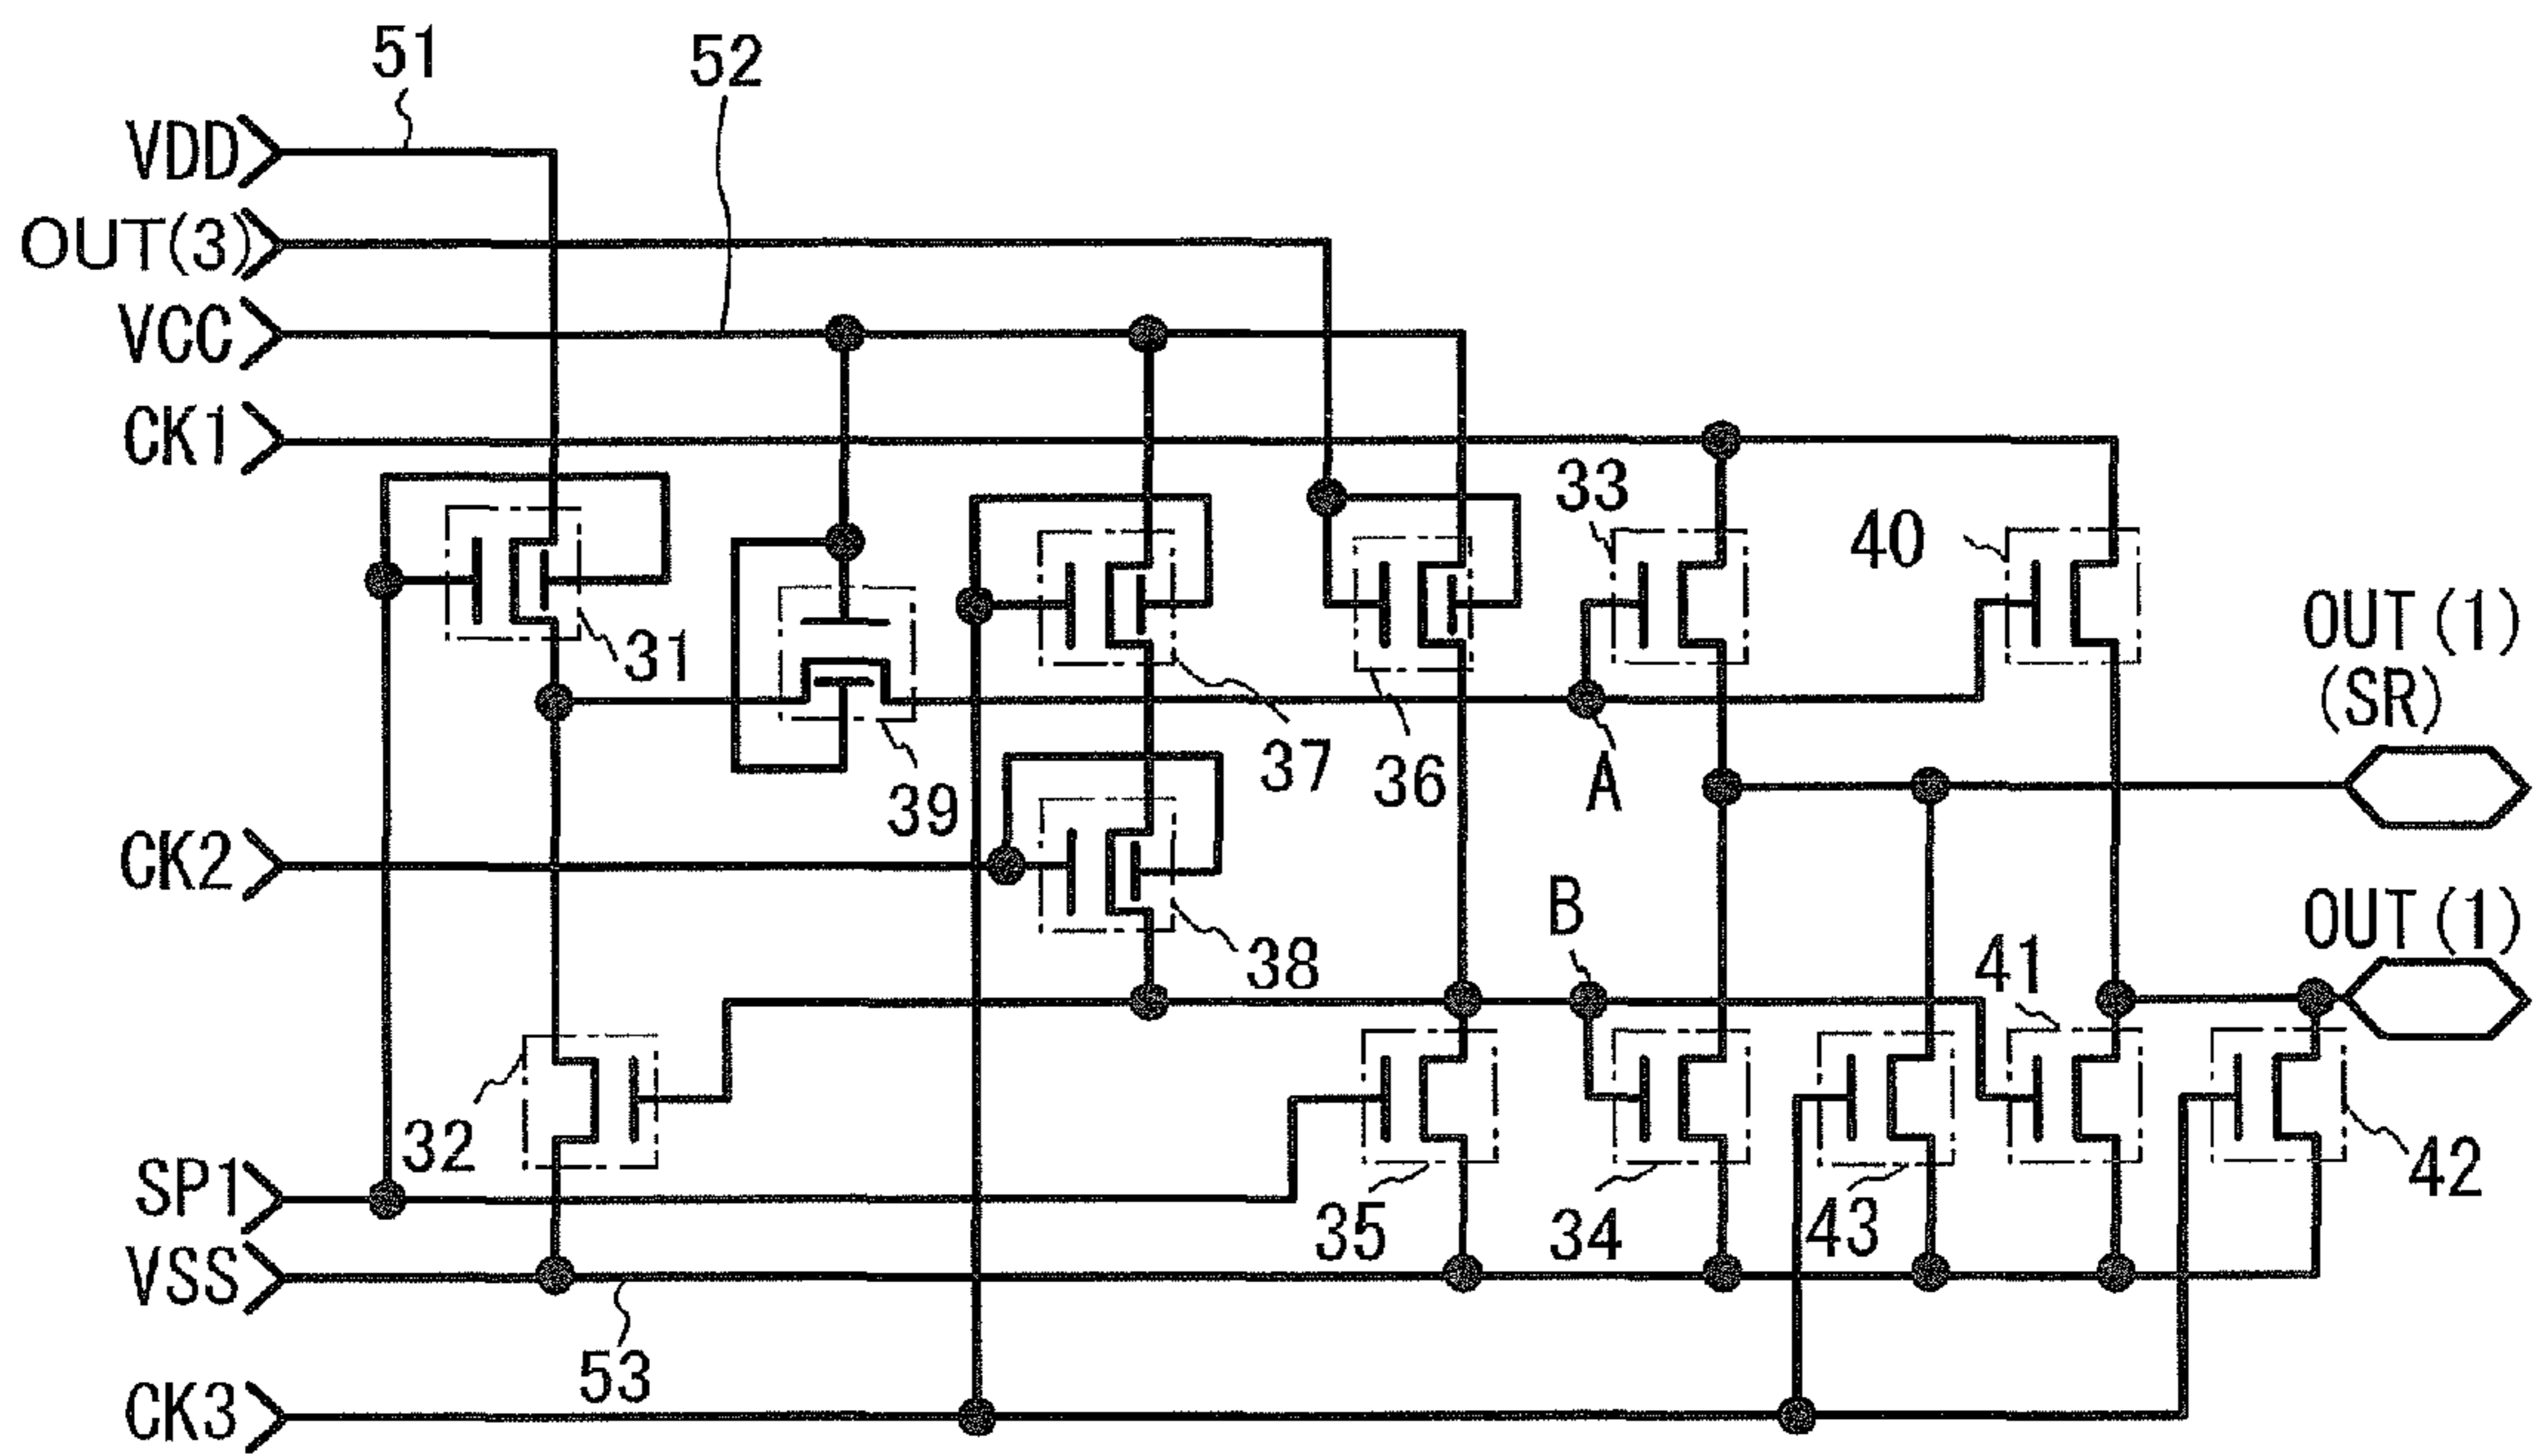 51
52
VDD
OUT(3)
VCC
CK1
33
40
OUT(1)
(SR)
31
37
36
A
39
CK2
B
38
41
OUT(1)
32
42
SP1
35
34
43
VSS
53
CK3